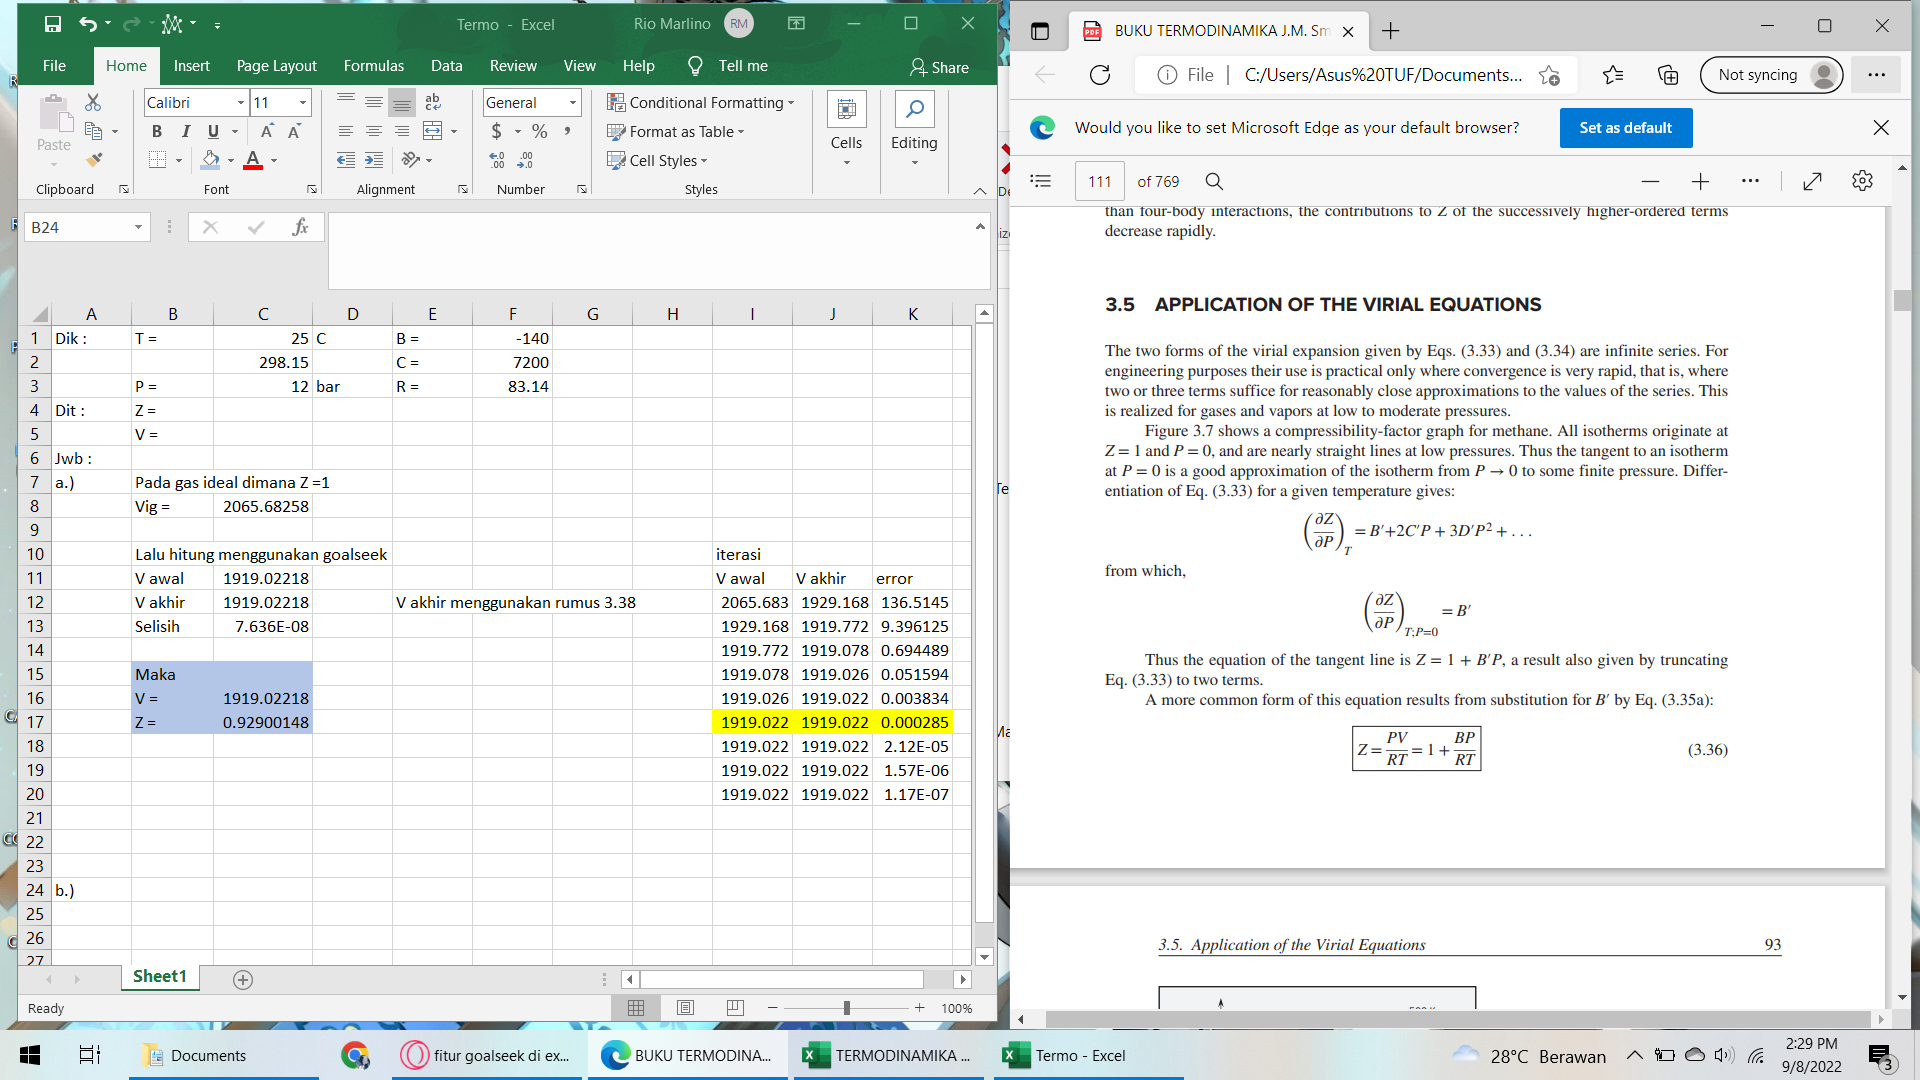 Termo - Excel
Rio Marlino
RM
File Home Insert Page Layout Formulas Data Review View Help Tell me Share
Paste
Clipboard
Calibri 11
B I U A A
Font
ab
Alignment
General
$ % ,
Number
Conditional Formatting
Format as Table
Cell Styles
Styles
Cells
Editing
B24
fx
A B C D E F G H I J K
1 Dik : T = 25 C B = -140
2 298.15 C = 7200
3 P = 12 bar R = 83.14
4 Dit : Z =
5 V =
6 Jwb :
7 a.) Pada gas ideal dimana Z =1
8 Vig = 2065.68258
9
10 Lalu hitung menggunakan goalseek iterasi
11 V awal 1919.02218 V awal V akhir error
12 V akhir 1919.02218 V akhir menggunakan rumus 3.38 2065.683 1929.168 136.5145
13 Selisih 7.636E-08 1929.168 1919.772 9.396125
14 1919.772 1919.078 0.694489
15 Maka 1919.078 1919.026 0.051594
16 V = 1919.02218 1919.026 1919.022 0.003834
17 Z = 0.92900148 1919.022 1919.022 0.000285
18 1919.022 1919.022 2.12E-05
19 1919.022 1919.022 1.57E-06
20 1919.022 1919.022 1.17E-07
21
22
23
24 b.)
25
26
27
Sheet1
Ready
100%
BUKU TERMODINAMIKA J.M. Sm
File C:/Users/Asus%20TUF/Documents... Not syncing
Would you like to set Microsoft Edge as your default browser? Set as default
111 of 769
than four-body interactions, the contributions to Z of the successively higher-ordered terms
decrease rapidly.
3.5 APPLICATION OF THE VIRIAL EQUATIONS
The two forms of the virial expansion given by Eqs. (3.33) and (3.34) are infinite series. For
engineering purposes their use is practical only where convergence is very rapid, that is, where
two or three terms suffice for reasonably close approximations to the values of the series. This
is realized for gases and vapors at low to moderate pressures.
Figure 3.7 shows a compressibility-factor graph for methane. All isotherms originate at
Z = 1 and P = 0, and are nearly straight lines at low pressures. Thus the tangent to an isotherm
at P = 0 is a good approximation of the isotherm from P → 0 to some finite pressure. Differ-
entiation of Eq. (3.33) for a given temperature gives:
(∂Z/∂P)T = B′+2C′P + 3D′P² + . . .
from which,
(∂Z/∂P)T;P=0 = B′
Thus the equation of the tangent line is Z = 1 + B′P, a result also given by truncating
Eq. (3.33) to two terms.
A more common form of this equation results from substitution for B′ by Eq. (3.35a):
Z = PV/RT = 1 + BP/RT (3.36)
3.5. Application of the Virial Equations 93
Documents
fitur goalseek di ex...
BUKU TERMODINA...
TERMODINAMIKA ...
Termo - Excel
28°C Berawan
2:29 PM
9/8/2022
3